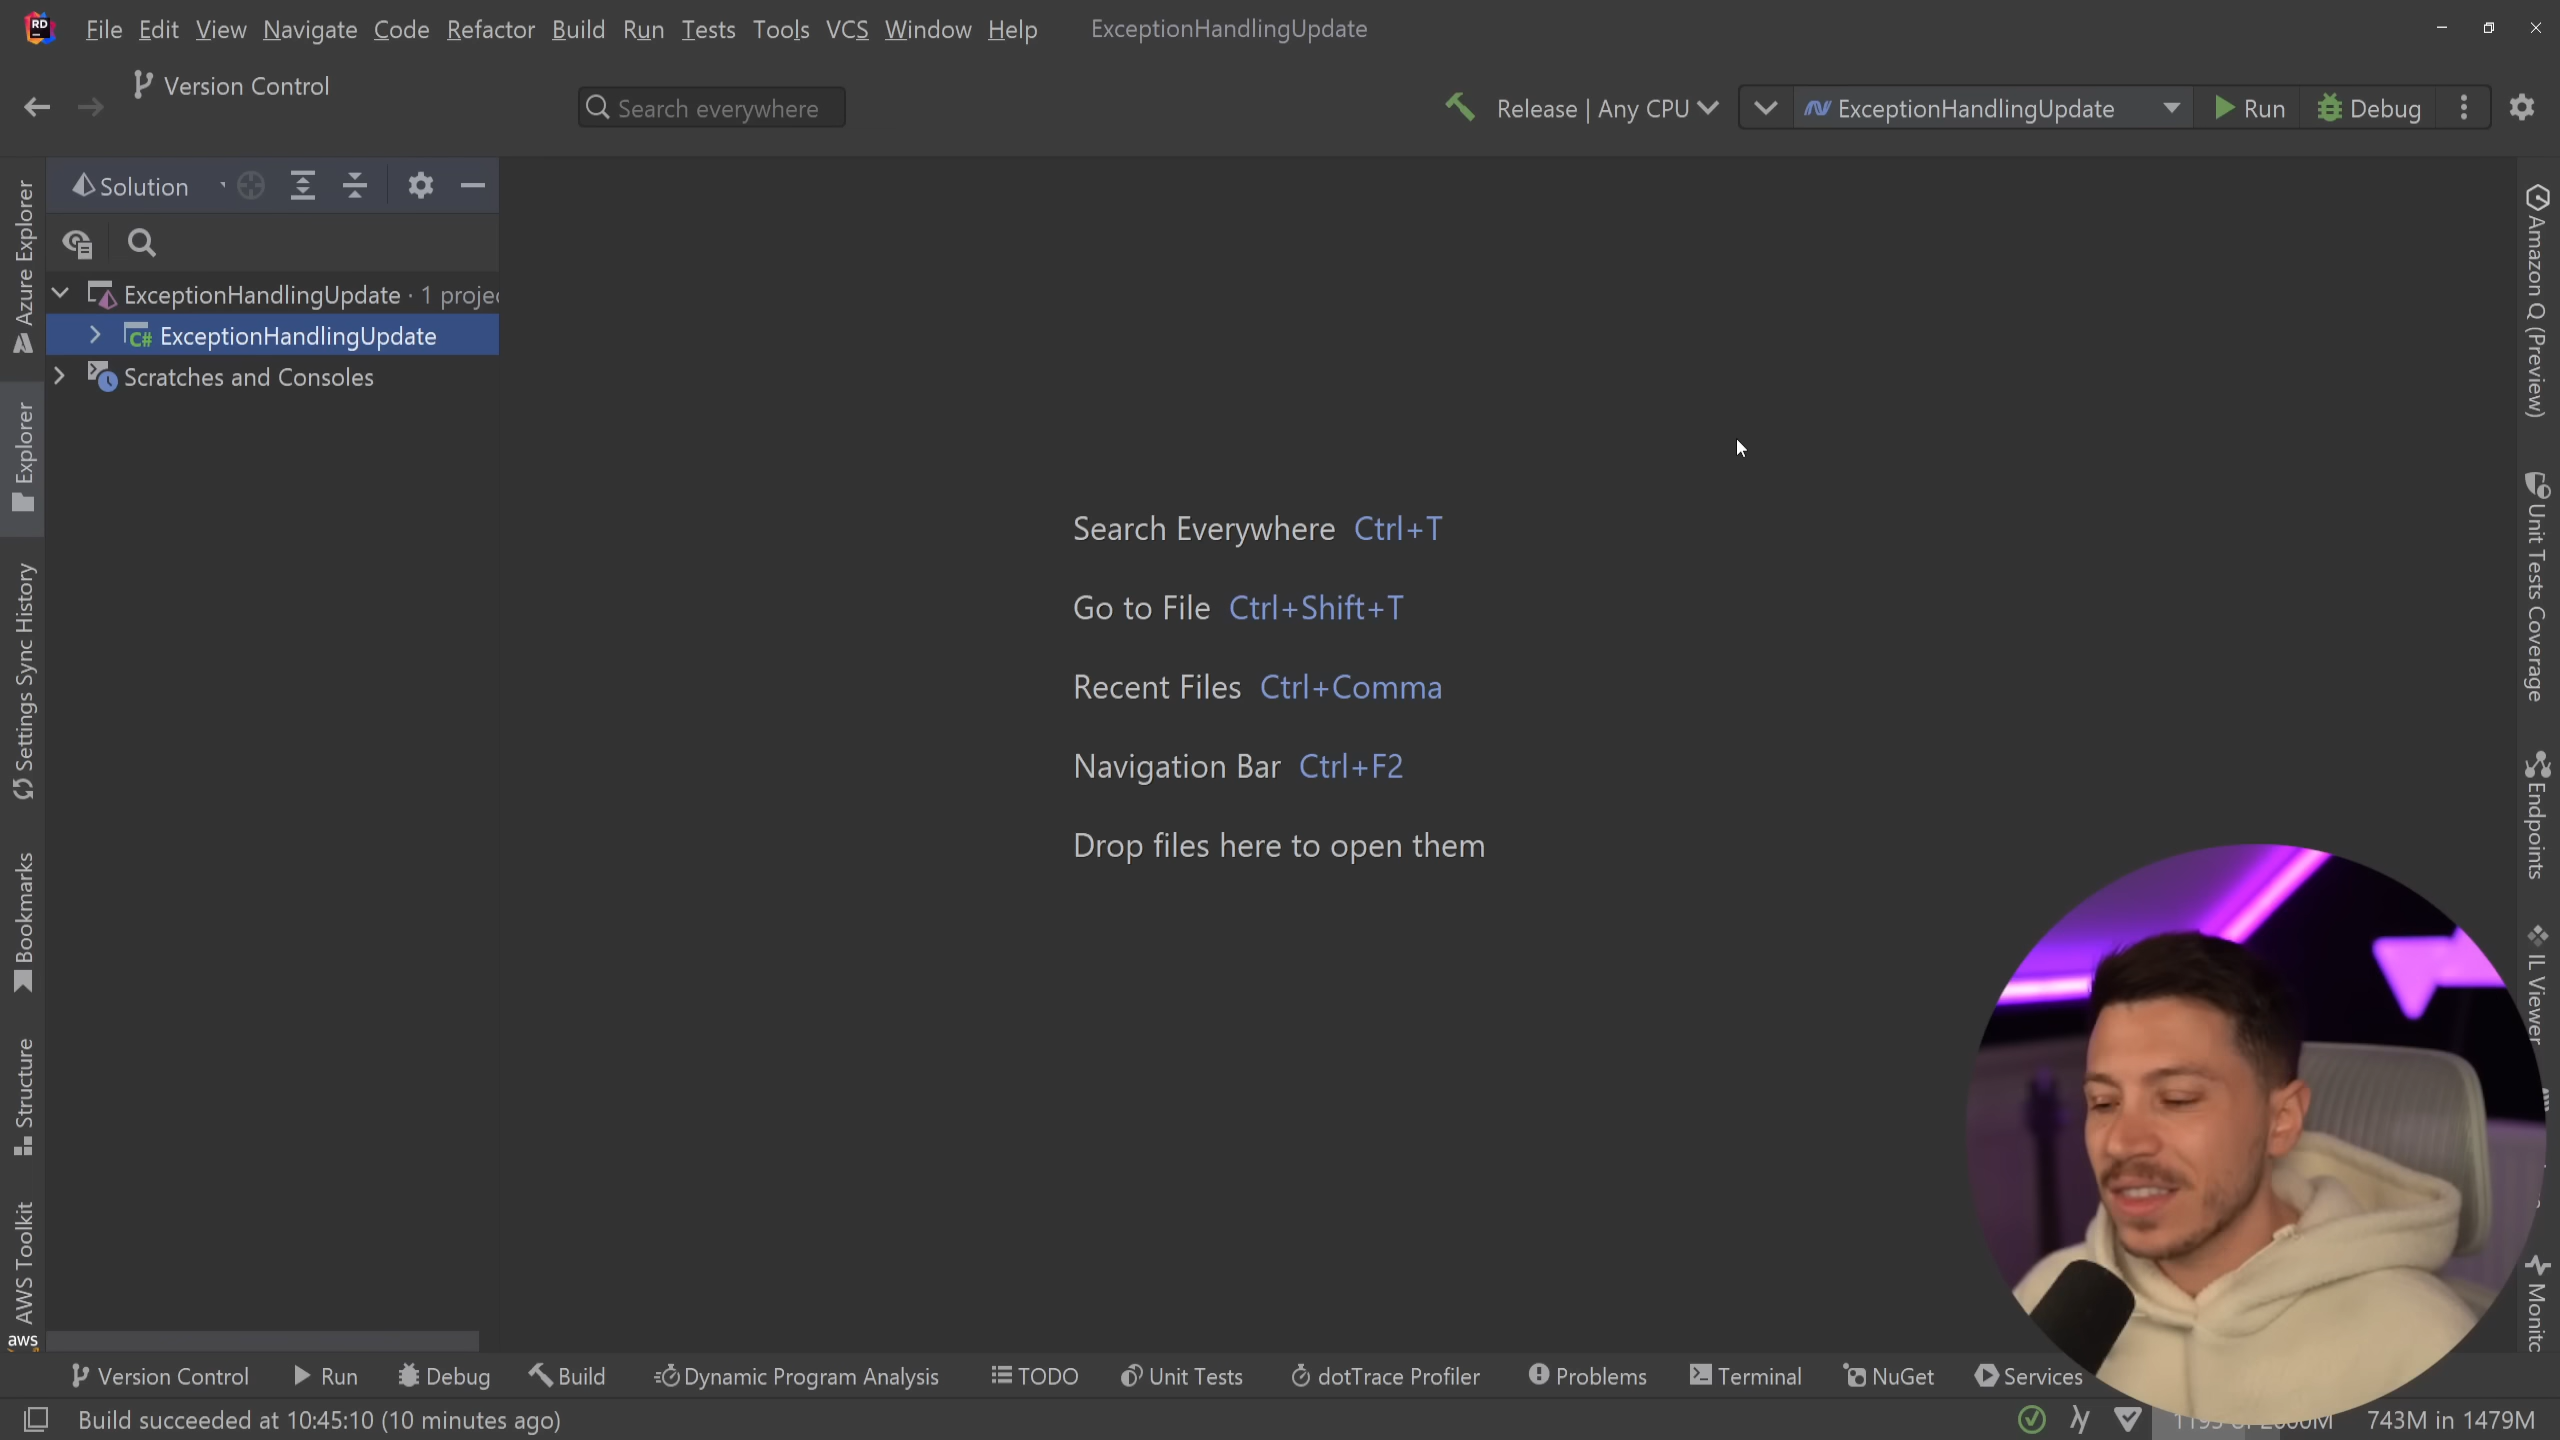 RD
File Edit View Navigate Code Refactor Build Run Tests Tools VCS Window Help ExceptionHandlingUpdate
Version Control
Search everywhere
Release | Any CPU
ExceptionHandlingUpdate
Run
Debug
Solution
ExceptionHandlingUpdate · 1 projec
C# ExceptionHandlingUpdate
Scratches and Consoles
Azure Explorer
Explorer
Settings Sync History
Bookmarks
Structure
AWS Toolkit
aws
Search Everywhere Ctrl+T
Go to File Ctrl+Shift+T
Recent Files Ctrl+Comma
Navigation Bar Ctrl+F2
Drop files here to open them
Amazon Q (Preview)
Unit Tests Coverage
Endpoints
IL Viewer
Monitc
Version Control Run Debug Build Dynamic Program Analysis TODO Unit Tests dotTrace Profiler Problems Terminal NuGet Services
Build succeeded at 10:45:10 (10 minutes ago)
743M in 1479M